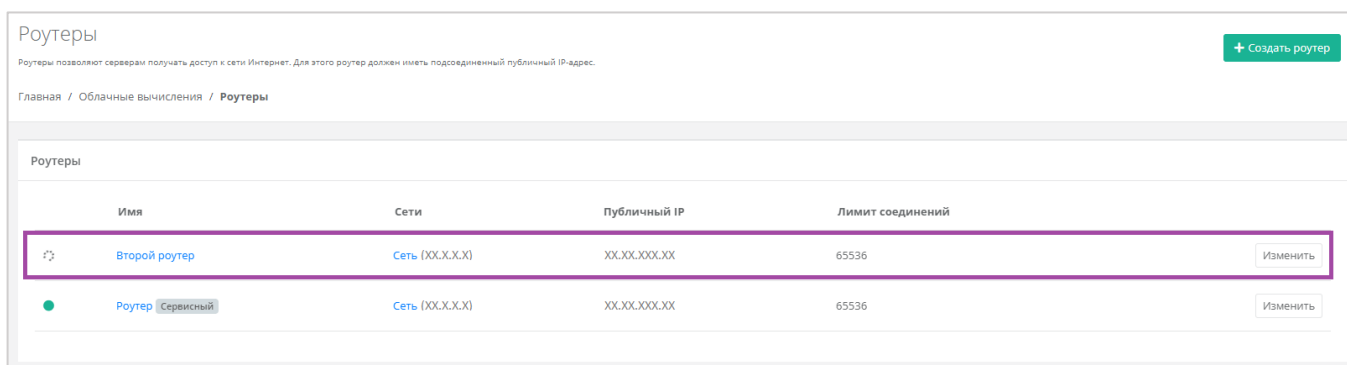 Роутеры
+ Создать роутер
Роутеры позволяют серверам получать доступ к сети Интернет. Для этого роутер должен иметь подсоединенный публичный IP-адрес.
Главная / Облачные вычисления / Роутеры
Роутеры
Имя Сети Публичный IP Лимит соединений
Второй роутер Сеть (XX.X.X.X) XX.XX.XXX.XX 65536 Изменить
Роутер Сервисный Сеть (XX.X.X.X) XX.XX.XXX.XX 65536 Изменить